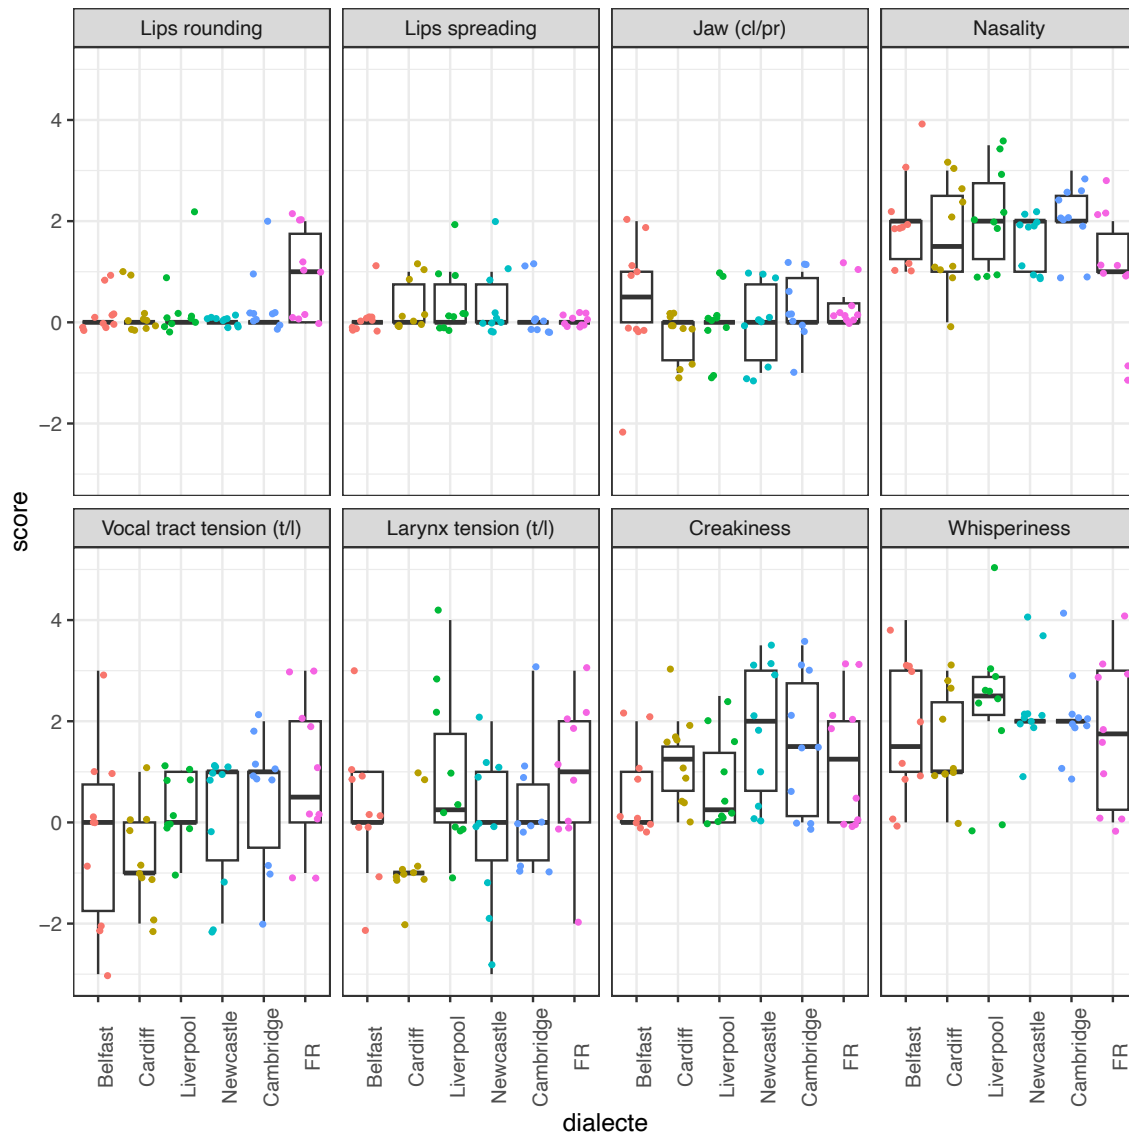 Lips rounding
Lips spreading
Jaw (cl/pr)
Nasality
4
2
0
−2
Vocal tract tension (t/l)
Larynx tension (t/l)
Creakiness
Whisperiness
4
2
0
−2
score
Belfast
Cardiff
Liverpool
Newcastle
Cambridge
FR
Belfast
Cardiff
Liverpool
Newcastle
Cambridge
FR
Belfast
Cardiff
Liverpool
Newcastle
Cambridge
FR
Belfast
Cardiff
Liverpool
Newcastle
Cambridge
FR
dialecte